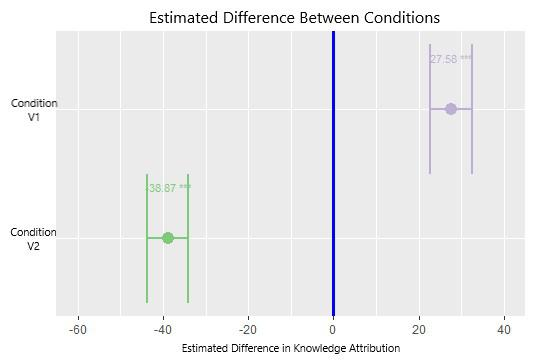 Estimated Difference Between Conditions
27.58 ***
Condition
V1
-38.87 ***
Condition
V2
-60 -40 -20 0 20 40
Estimated Difference in Knowledge Attribution